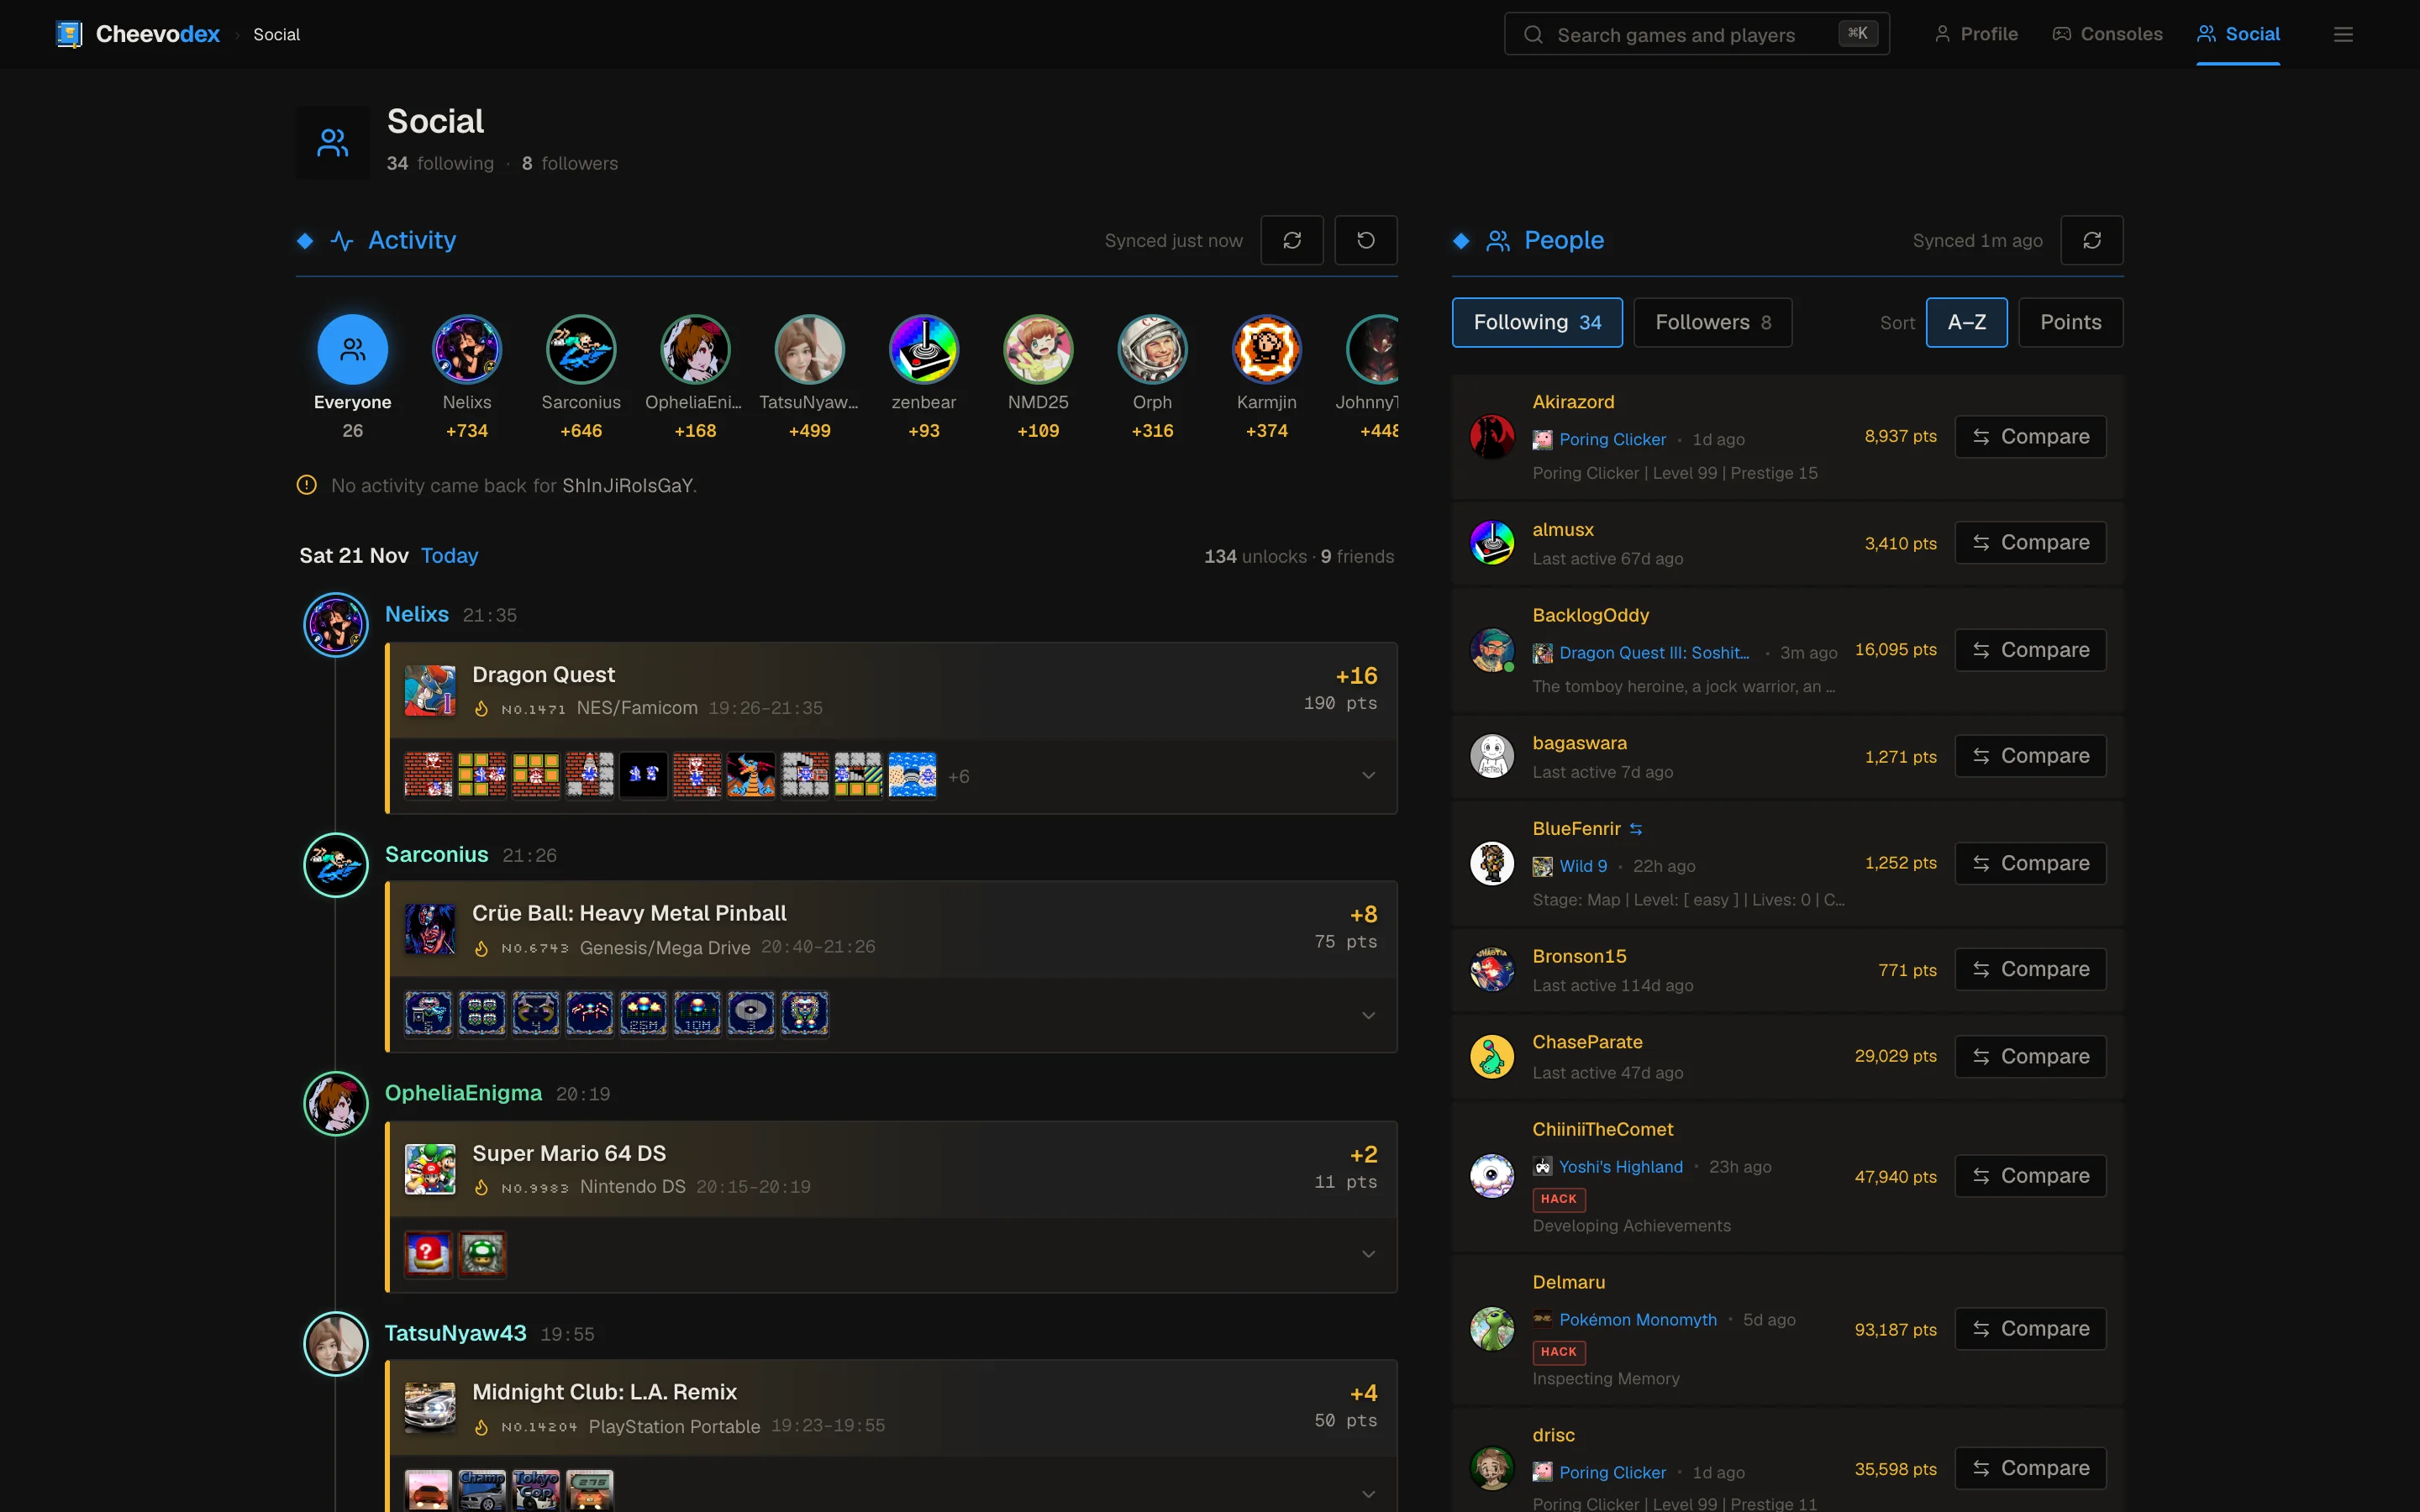 Cheevodex › Social
Search games and players ⌘K
Profile
Consoles
Social
Social
34 following · 8 followers
Activity
Synced just now
Everyone
26
Nelixs
+734
Sarconius
+646
OpheliaEni...
+168
TatsuNyaw...
+499
zenbear
+93
NMD25
+109
Orph
+316
Karmjin
+374
JohnnyT
+448
No activity came back for ShInJiRoIsGaY.
Sat 21 Nov Today
134 unlocks · 9 friends
Nelixs 21:35
Dragon Quest
+16
NO.1471 NES/Famicom 19:26–21:35
190 pts
+6
Sarconius 21:26
Crüe Ball: Heavy Metal Pinball
+8
NO.6743 Genesis/Mega Drive 20:40–21:26
75 pts
5
4
25M
10M
3
OpheliaEnigma 20:19
Super Mario 64 DS
+2
NO.9983 Nintendo DS 20:15–20:19
11 pts
TatsuNyaw43 19:55
Midnight Club: L.A. Remix
+4
NO.14204 PlayStation Portable 19:23–19:55
50 pts
Champ
Tokyo
Cop
275
People
Synced 1m ago
Following 34
Followers 8
Sort
A–Z
Points
Akirazord
Poring Clicker · 1d ago
Poring Clicker | Level 99 | Prestige 15
8,937 pts
Compare
almusx
Last active 67d ago
3,410 pts
Compare
BacklogOddy
Dragon Quest III: Soshit... · 3m ago
The tomboy heroine, a jock warrior, an ...
16,095 pts
Compare
bagaswara
Last active 7d ago
1,271 pts
Compare
BlueFenrir
Wild 9 · 22h ago
Stage: Map | Level: [ easy ] | Lives: 0 | C...
1,252 pts
Compare
Bronson15
Last active 114d ago
771 pts
Compare
ChaseParate
Last active 47d ago
29,029 pts
Compare
ChiiniiTheComet
Yoshi's Highland · 23h ago
HACK
Developing Achievements
47,940 pts
Compare
Delmaru
Pokémon Monomyth · 5d ago
HACK
Inspecting Memory
93,187 pts
Compare
drisc
Poring Clicker · 1d ago
Poring Clicker | Level 99 | Prestige 11
35,598 pts
Compare